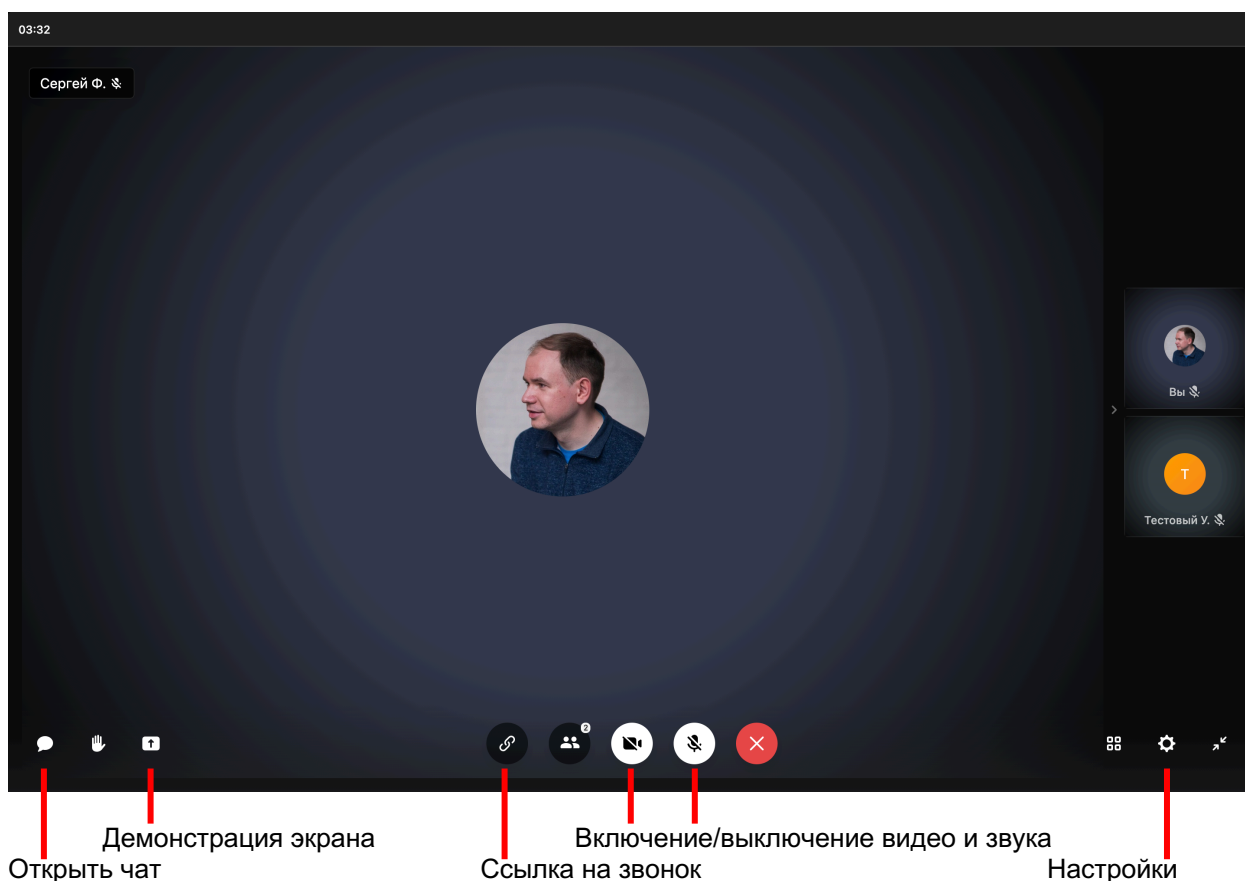 03:32
Сергей Ф.
Вы
Т
Тестовый У.
2
Демонстрация экрана
Включение/выключение видео и звука
Открыть чат
Ссылка на звонок
Настройки